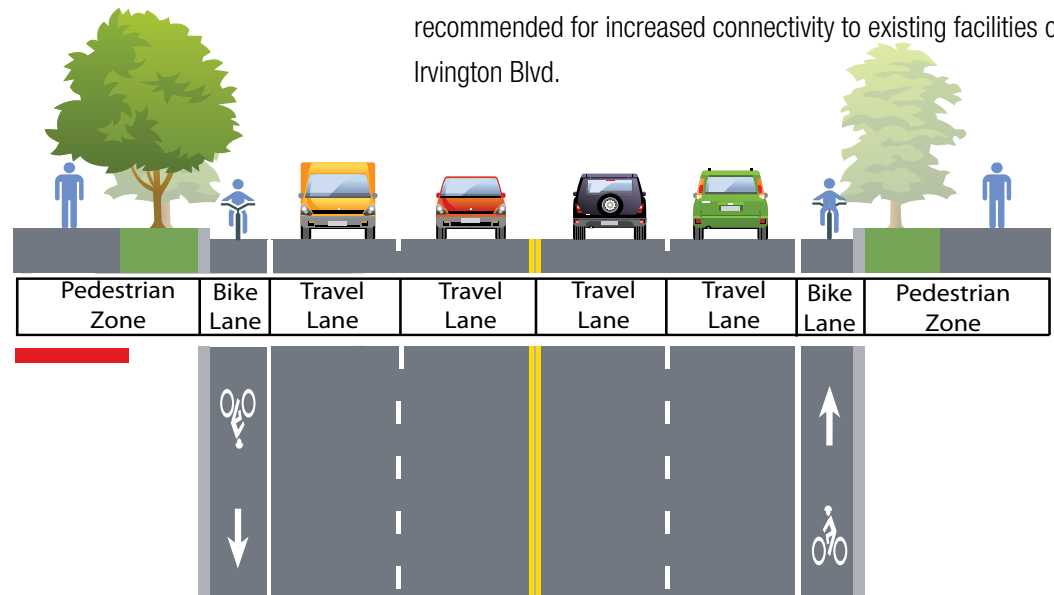 recommended for increased connectivity to existing facilities
Irvington Blvd.
Pedestrian
Zone
Bike
Lane
Travel
Lane
Travel
Lane
Travel
Lane
Travel
Lane
Bike
Lane
Pedestrian
Zone